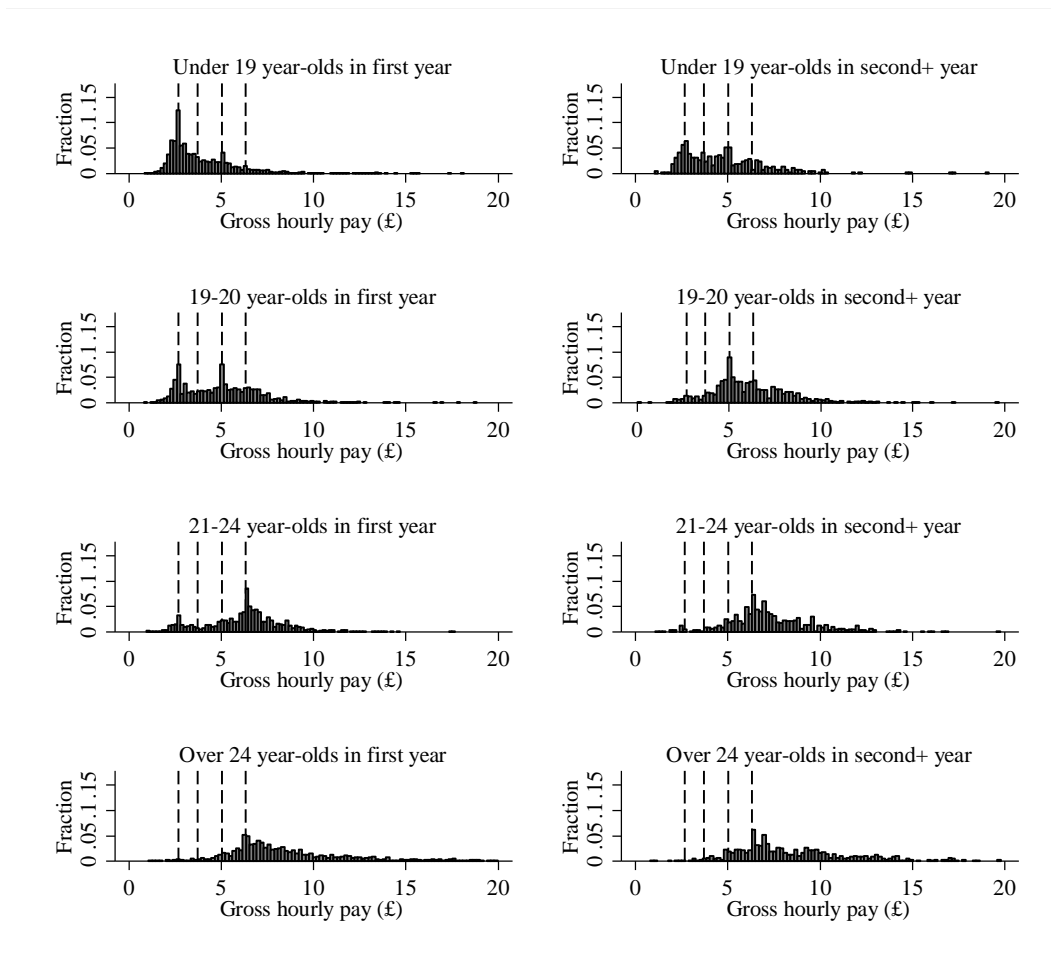 Under 19 year-olds in first year
Fraction
0 .05 .1 .15
0 5 10 15 20
Gross hourly pay (£)
Under 19 year-olds in second+ year
Fraction
0 .05 .1 .15
0 5 10 15 20
Gross hourly pay (£)
19-20 year-olds in first year
Fraction
0 .05 .1 .15
0 5 10 15 20
Gross hourly pay (£)
19-20 year-olds in second+ year
Fraction
0 .05 .1 .15
0 5 10 15 20
Gross hourly pay (£)
21-24 year-olds in first year
Fraction
0 .05 .1 .15
0 5 10 15 20
Gross hourly pay (£)
21-24 year-olds in second+ year
Fraction
0 .05 .1 .15
0 5 10 15 20
Gross hourly pay (£)
Over 24 year-olds in first year
Fraction
0 .05 .1 .15
0 5 10 15 20
Gross hourly pay (£)
Over 24 year-olds in second+ year
Fraction
0 .05 .1 .15
0 5 10 15 20
Gross hourly pay (£)